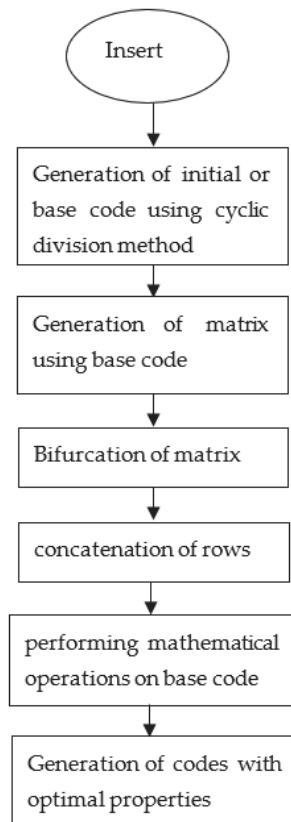 Insert
Generation of initial or
base code using cyclic
division method
Generation of matrix
using base code
Bifurcation of matrix
concatenation of rows
performing mathematical
operations on base code
Generation of codes with
optimal properties